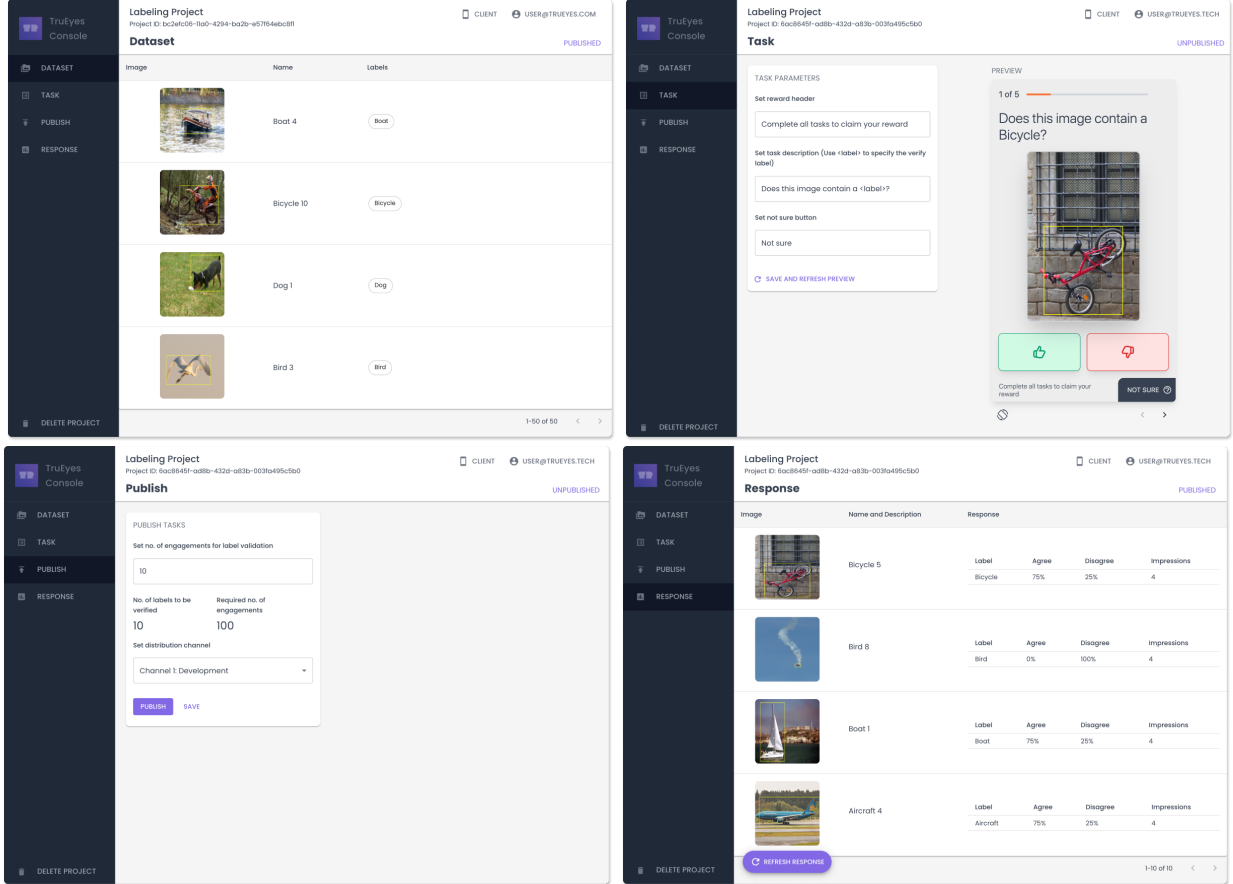 TruEyes
Console
Labeling Project
Project ID: bc2efc06-11a0-4294-ba2b-e57f64ebc8f1
CLIENT
USER@TRUEYES.COM
Dataset
PUBLISHED
DATASET
TASK
PUBLISH
RESPONSE
DELETE PROJECT
Image Name Labels
Boat 4 Boat
Bicycle 10 Bicycle
Dog 1 Dog
Bird 3 Bird
1-50 of 50
TruEyes
Console
Labeling Project
Project ID: 6ac8645f-ad8b-432d-a83b-003fa495c5b0
CLIENT
USER@TRUEYES.TECH
Task
UNPUBLISHED
DATASET
TASK
PUBLISH
RESPONSE
DELETE PROJECT
TASK PARAMETERS
Set reward header
Complete all tasks to claim your reward
Set task description (Use <label> to specify the verify
label)
Does this image contain a <label>?
Set not sure button
Not sure
SAVE AND REFRESH PREVIEW
PREVIEW
1 of 5
Does this image contain a
Bicycle?
Complete all tasks to claim your
reward
NOT SURE
TruEyes
Console
Labeling Project
Project ID: 6ac8645f-ad8b-432d-a83b-003fa495c5b0
CLIENT
USER@TRUEYES.TECH
Publish
UNPUBLISHED
DATASET
TASK
PUBLISH
RESPONSE
DELETE PROJECT
PUBLISH TASKS
Set no. of engagements for label validation
10
No. of labels to be
verified
10
Required no. of
engagements
100
Set distribution channel
Channel 1: Development
PUBLISH SAVE
TruEyes
Console
Labeling Project
Project ID: 6ac8645f-ad8b-432d-a83b-003fa495c5b0
CLIENT
USER@TRUEYES.TECH
Response
PUBLISHED
DATASET
TASK
PUBLISH
RESPONSE
DELETE PROJECT
Image Name and Description Response
Bicycle 5
Label Agree Disagree Impressions
Bicycle 75% 25% 4
Bird 8
Label Agree Disagree Impressions
Bird 0% 100% 4
Boat 1
Label Agree Disagree Impressions
Boat 75% 25% 4
Aircraft 4
Label Agree Disagree Impressions
Aircraft 75% 25% 4
REFRESH RESPONSE
1-10 of 10